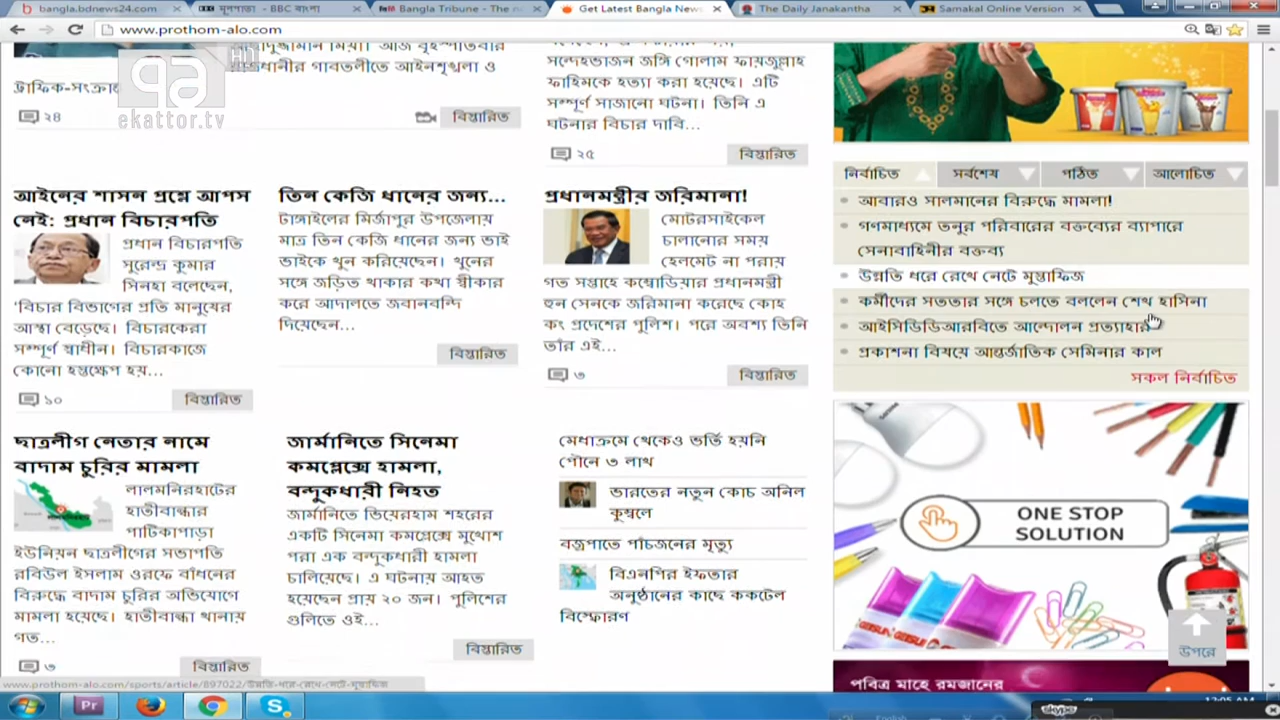 bangla.bdnews24.com
মূলপাতা - BBC বাংলা
Bangla Tribune - The n
Get Latest Bangla News
The Daily Janakantha
Samakal Online Version
www.prothom-alo.com
ekattor.tv
২৪
বিস্তারিত
সন্দেহভাজন জঙ্গি গোলাম ফায়জুল্লাহ
ফাহিমকে হত্যা করা হয়েছে। এটি
সম্পূর্ণ সাজানো ঘটনা। তিনি এ
ঘটনার বিচার দাবি...
২৫
বিস্তারিত
আইনের শাসন প্রশ্নে আপস
নেই: প্রধান বিচারপতি
প্রধান বিচারপতি
সুরেন্দ্র কুমার
সিনহা বলেছেন,
'বিচার বিভাগের প্রতি মানুষের
আস্থা বেড়েছে। বিচারকেরা
সম্পূর্ণ স্বাধীন। বিচারকাজে
কোনো হস্তক্ষেপ হয়...
১০
বিস্তারিত
তিন কেজি ধানের জন্য...
টাঙ্গাইলের মির্জাপুর উপজেলায়
মাত্র তিন কেজি ধানের জন্য ভাই
ভাইকে খুন করিয়েছেন। খুনের
সঙ্গে জড়িত থাকার কথা স্বীকার
করে আদালতে জবানবন্দি
দিয়েছেন...
বিস্তারিত
প্রধানমন্ত্রীর জরিমানা!
মোটরসাইকেল
চালানোর সময়
হেলমেট না পরায়
গত সপ্তাহে কম্বোডিয়ার প্রধানমন্ত্রী
হুন সেনকে জরিমানা করেছে কোহ
কং প্রদেশের পুলিশ। পরে অবশ্য তিনি
তাঁর এই...
৩
বিস্তারিত
ছাত্রলীগ নেতার নামে
বাদাম চুরির মামলা
লালমনিরহাটের
হাতীবান্ধার
পাটিকাপাড়া
ইউনিয়ন ছাত্রলীগের সভাপতি
রবিউল ইসলাম ওরফে বাঁধনের
বিরুদ্ধে বাদাম চুরির অভিযোগে
মামলা হয়েছে। হাতীবান্ধা থানায়
গত...
৩
বিস্তারিত
জার্মানিতে সিনেমা
কমপ্লেক্সে হামলা,
বন্দুকধারী নিহত
জার্মানিতে ভিয়েরহাম শহরের
একটি সিনেমা কমপ্লেক্সে মুখোশ
পরা এক বন্দুকধারী হামলা
চালিয়েছে। এ ঘটনায় আহত
হয়েছেন প্রায় ২০ জন। পুলিশের
গুলিতে ওই...
বিস্তারিত
মেধাক্রমে থেকেও ভর্তি হয়নি
পৌনে ৩ লাখ
ভারতের নতুন কোচ অনিল
কুম্বলে
বজ্রপাতে পাঁচজনের মৃত্যু
বিএনপির ইফতার
অনুষ্ঠানের কাছে ককটেল
বিস্ফোরণ
নির্বাচিত
সর্বশেষ
পঠিত
আলোচিত
আবারও সালমানের বিরুদ্ধে মামলা!
গণমাধ্যমে তনুর পরিবারের বক্তব্যের ব্যাপারে
সেনাবাহিনীর বক্তব্য
উন্নতি ধরে রেখে নেটে মুস্তাফিজ
কর্মীদের সততার সঙ্গে চলতে বললেন শেখ হাসিনা
আইসিডিডিআরবিতে আন্দোলন প্রত্যাহার
প্রকাশনা বিষয়ে আন্তর্জাতিক সেমিনার কাল
সকল নির্বাচিত
ONE STOP
SOLUTION
উপরে
পবিত্র মাহে রমজানের
12:05 AM
skype